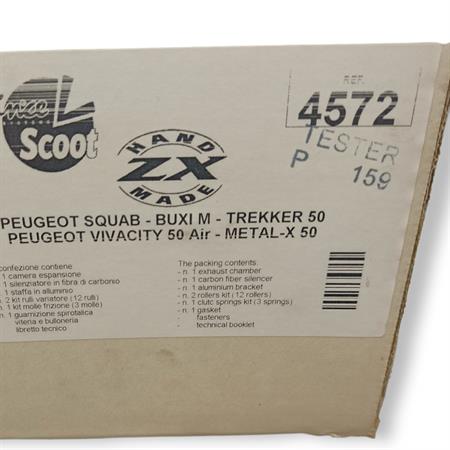 Scoot
REF.
4572
TESTER
P 159
HAND
ZX
MADE
PEUGEOT SQUAB - BUXI M - TREKKER 50
PEUGEOT VIVACITY 50 Air - METAL-X 50
confezione contiene
1 camera espansione
1 silenziatore in fibra di carbonio
1 staffa in alluminio
2 kit rulli variatore (12 rulli)
1 kit molle frizione (3 molle)
1 guarnizione spirotalica
viteria e bulloneria
libretto tecnico
The packing contents:
- n. 1 exhaust chamber
- n. 1 carbon fiber silencer
- n. 1 aluminium bracket
- n. 2 rollers kit (12 rollers)
- n. 1 clutc springs kit (3 springs)
- n. 1 gasket
- fasteners
- technical booklet